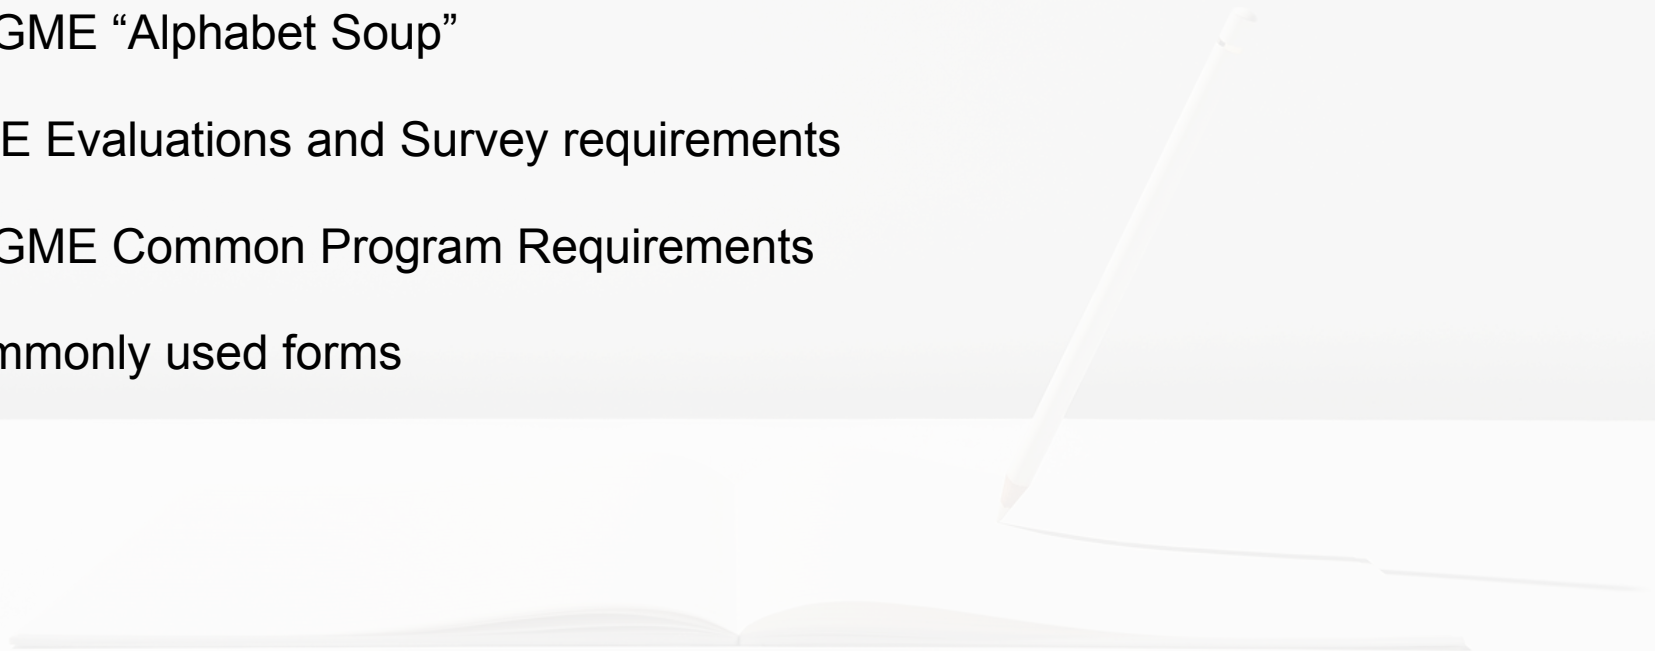 GME “Alphabet Soup”
E Evaluations and Survey requirements
GME Common Program Requirements
mmonly used forms